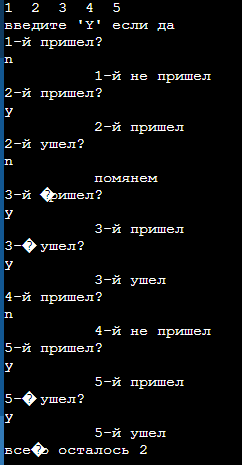 1 2 3 4 5
введите 'Y' если да
1-й пришел?
n
1-й не пришел
2-й пришел?
y
2-й пришел
2-й ушел?
n
помянем
3-й �ришел?
y
3-й пришел
3-� ушел?
y
3-й ушел
4-й пришел?
n
4-й не пришел
5-й пришел?
y
5-й пришел
5-� ушел?
y
5-й ушел
все�о осталось 2